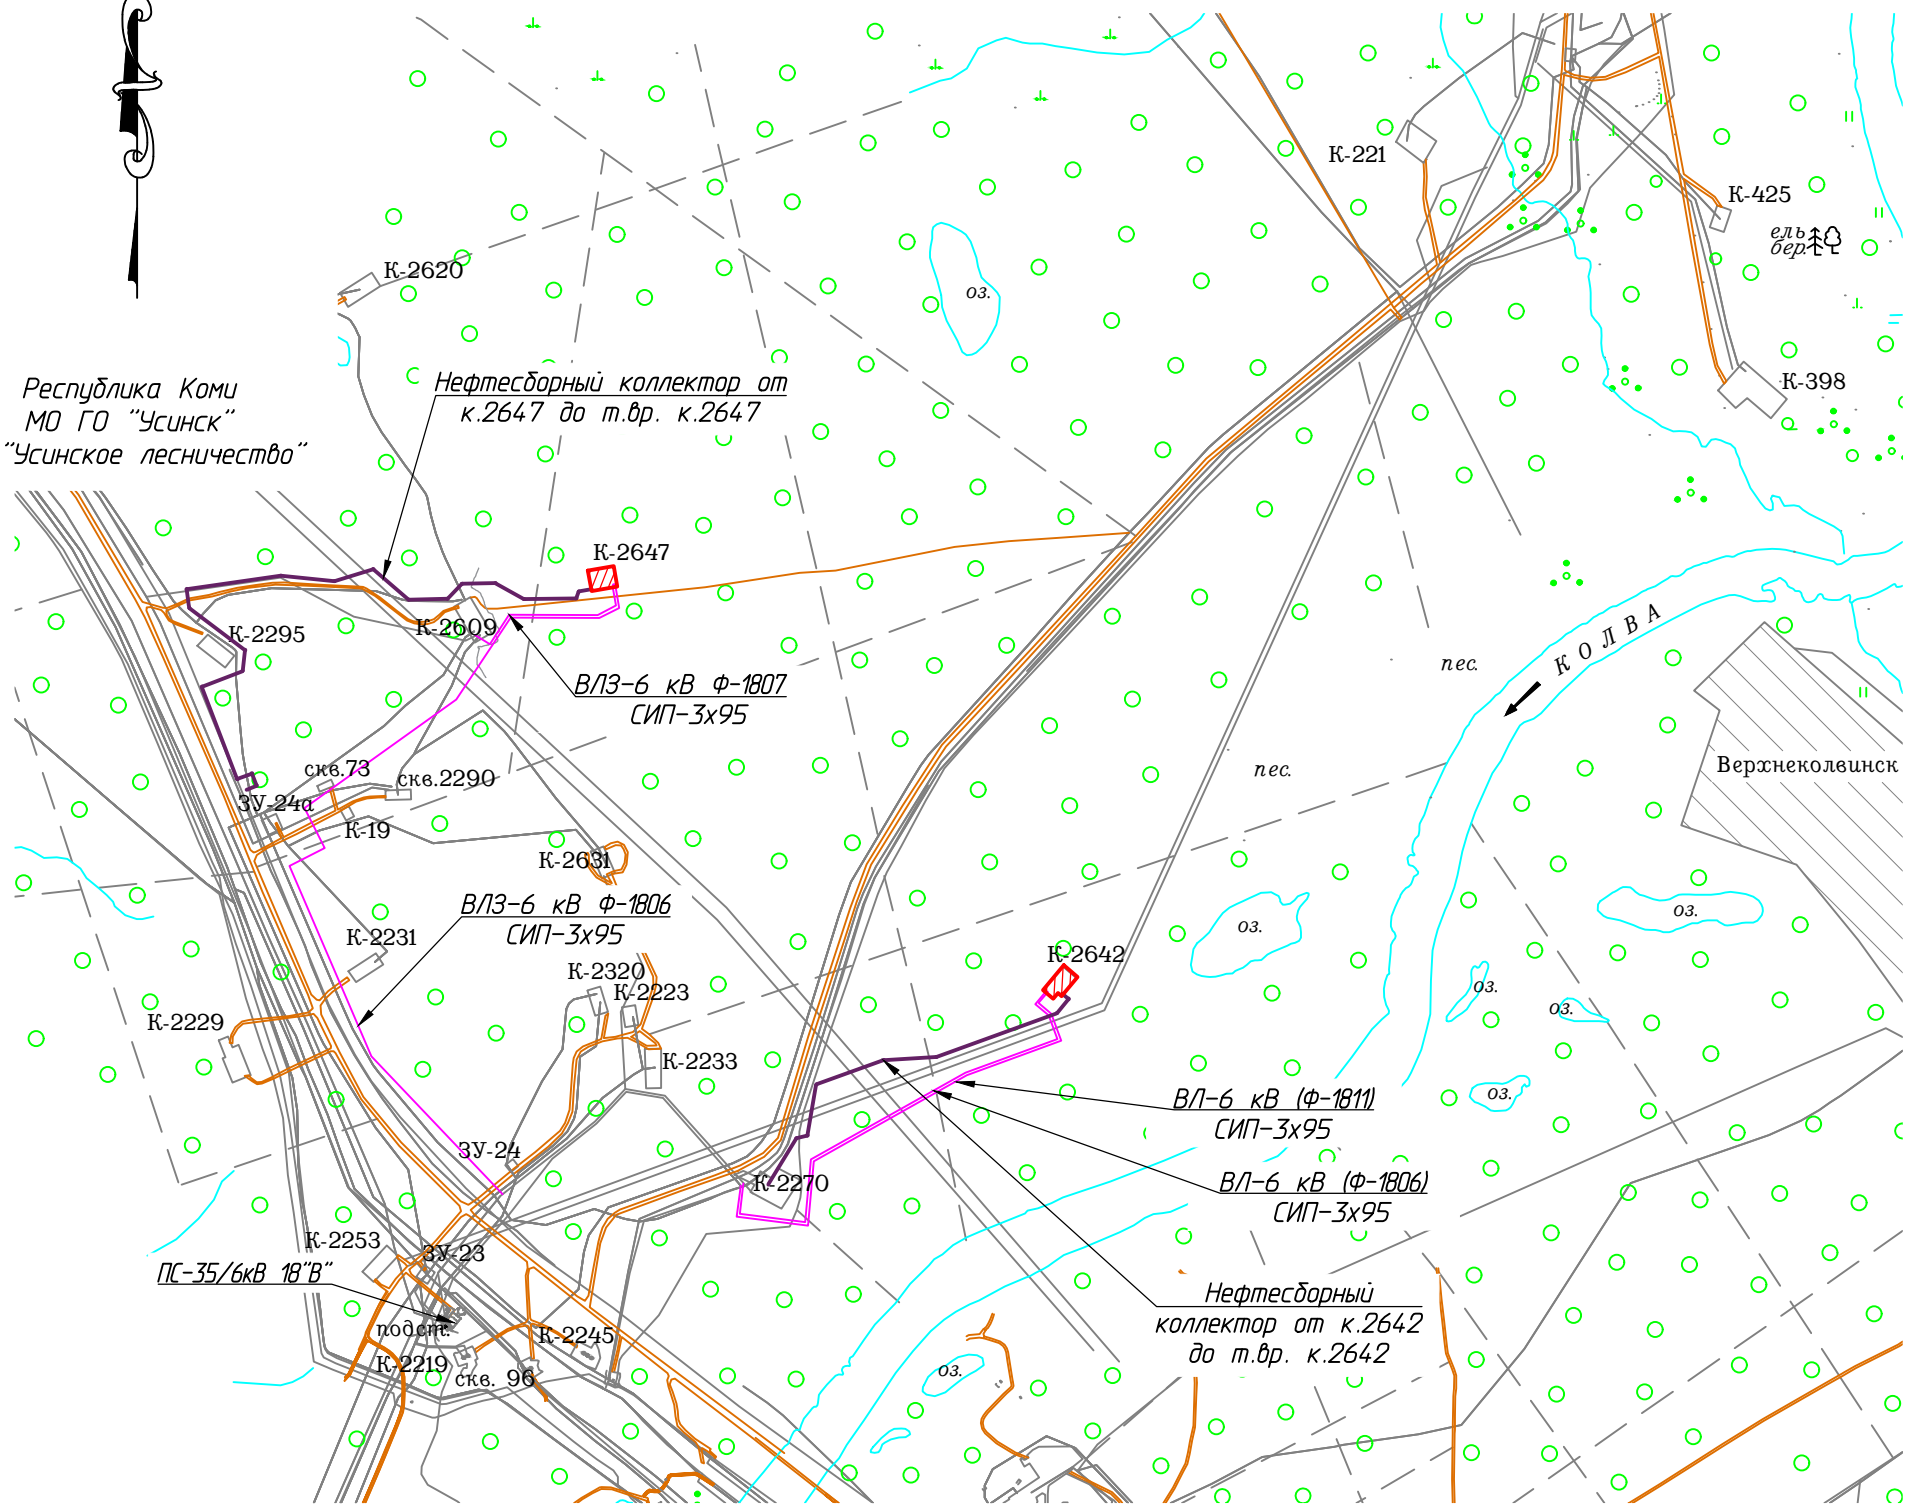 К-221
К-425
ель
бер.
К-2620
оз.
Республика Коми
МО ГО "Усинск"
"Усинское лесничество"
Нефтесборный коллектор от
к.2647 до т.вр. к.2647
К-398
К-2647
К-2609
К-2295
КОЛВА
пес.
ВЛЗ-6 кВ Ф-1807
СИП-3х95
пес.
Верхнеколвинск
скв.73
скв.2290
ЗУ-24а
К-19
К-2631
ВЛЗ-6 кВ Ф-1806
СИП-3х95
оз.
оз.
К-2231
К-2642
К-2320
К-2223
оз.
оз.
К-2229
К-2233
оз.
ВЛ-6 кВ (Ф-1811)
СИП-3х95
ЗУ-24
К-2270
ВЛ-6 кВ (Ф-1806)
СИП-3х95
К-2253
ЗУ-23
ПС-35/6кВ 18"В"
Нефтесборный
коллектор от к.2642
до т.вр. к.2642
подст.
К-2245
К-2219
скв. 96
оз.